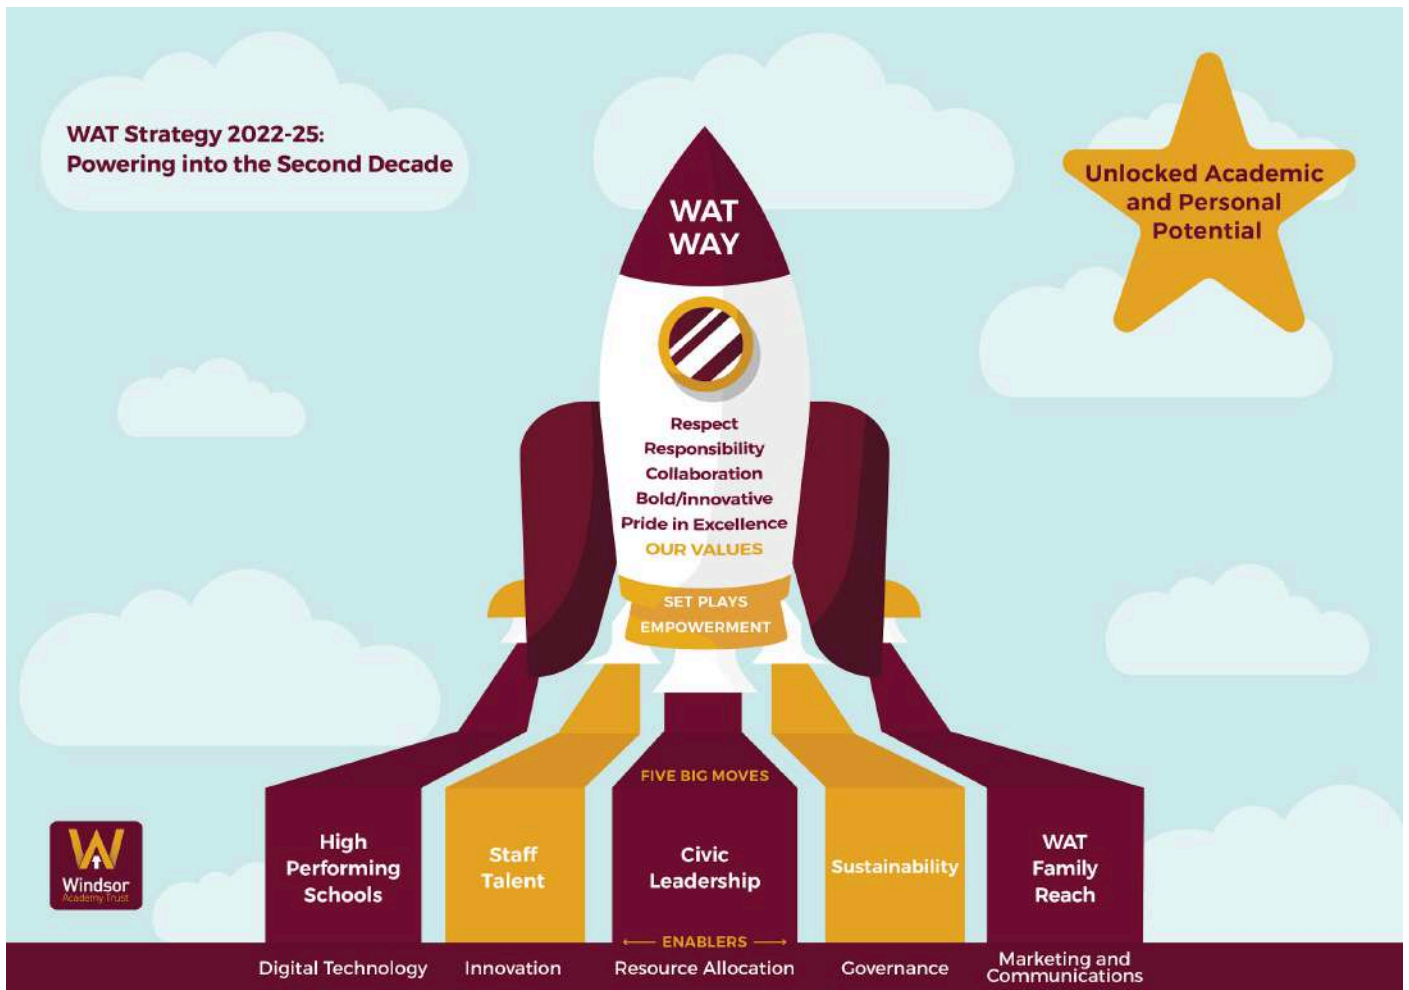 WAT Strategy 2022-25:
Powering into the Second Decade
Unlocked Academic
and Personal
Potential
WAT
WAY
Respect
Responsibility
Collaboration
Bold/innovative
Pride in Excellence
OUR VALUES
SET PLAYS
EMPOWERMENT
FIVE BIG MOVES
High
Performing
Schools
Staff
Talent
Civic
Leadership
Sustainability
WAT
Family
Reach
W
Windsor
Academy Trust
ENABLERS
Digital Technology
Innovation
Resource Allocation
Governance
Marketing and
Communications